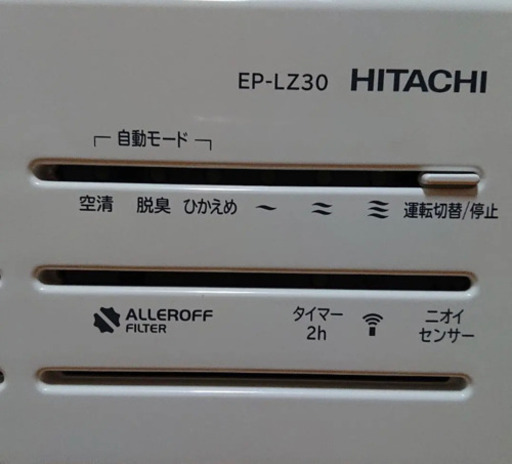 EP-LZ30 HITACHI
自動モード
空清 脱臭 ひかえめ 運転切替/停止
ALLEROFF FILTER
タイマー 2h
ニオイ センサー